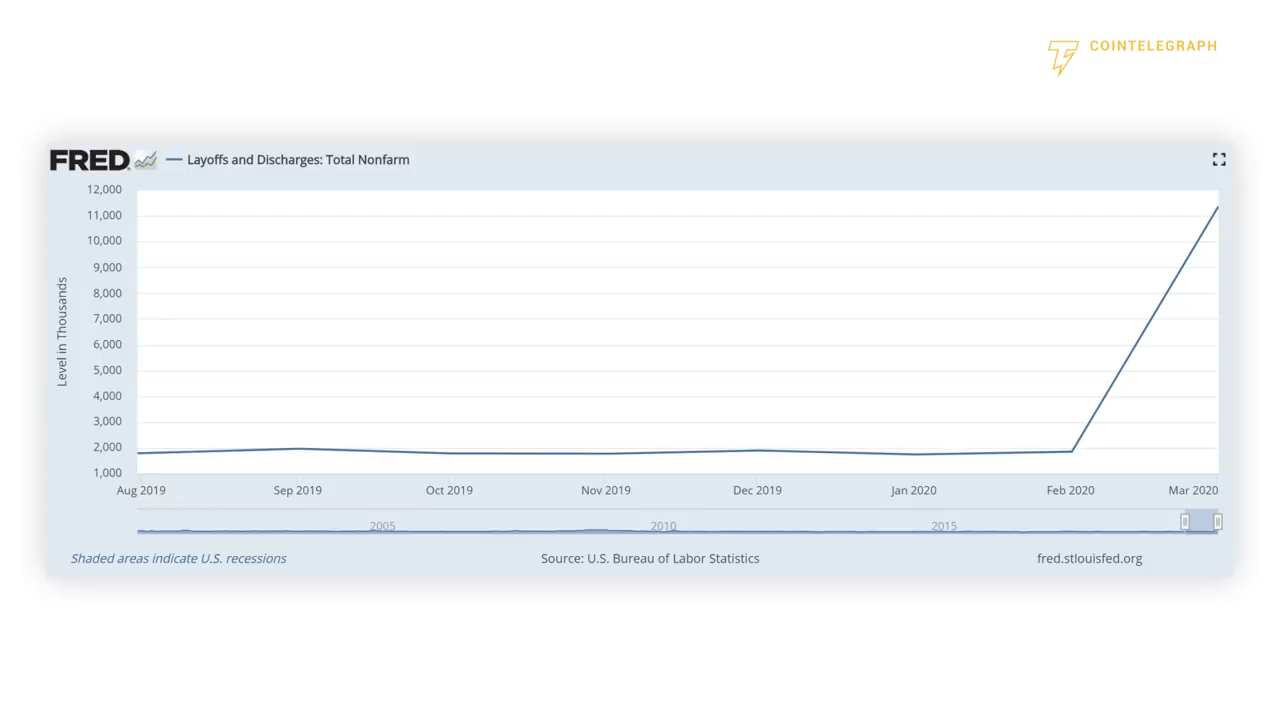 COINTELEGRAPH
FRED Layoffs and Discharges: Total Nonfarm
12,000
11,000
10,000
9,000
8,000
7,000
6,000
5,000
4,000
3,000
2,000
1,000
Level in Thousands
Aug 2019 Sep 2019 Oct 2019 Nov 2019 Dec 2019 Jan 2020 Feb 2020 Mar 2020
2005 2010 2015
Shaded areas indicate U.S. recessions Source: U.S. Bureau of Labor Statistics fred.stlouisfed.org